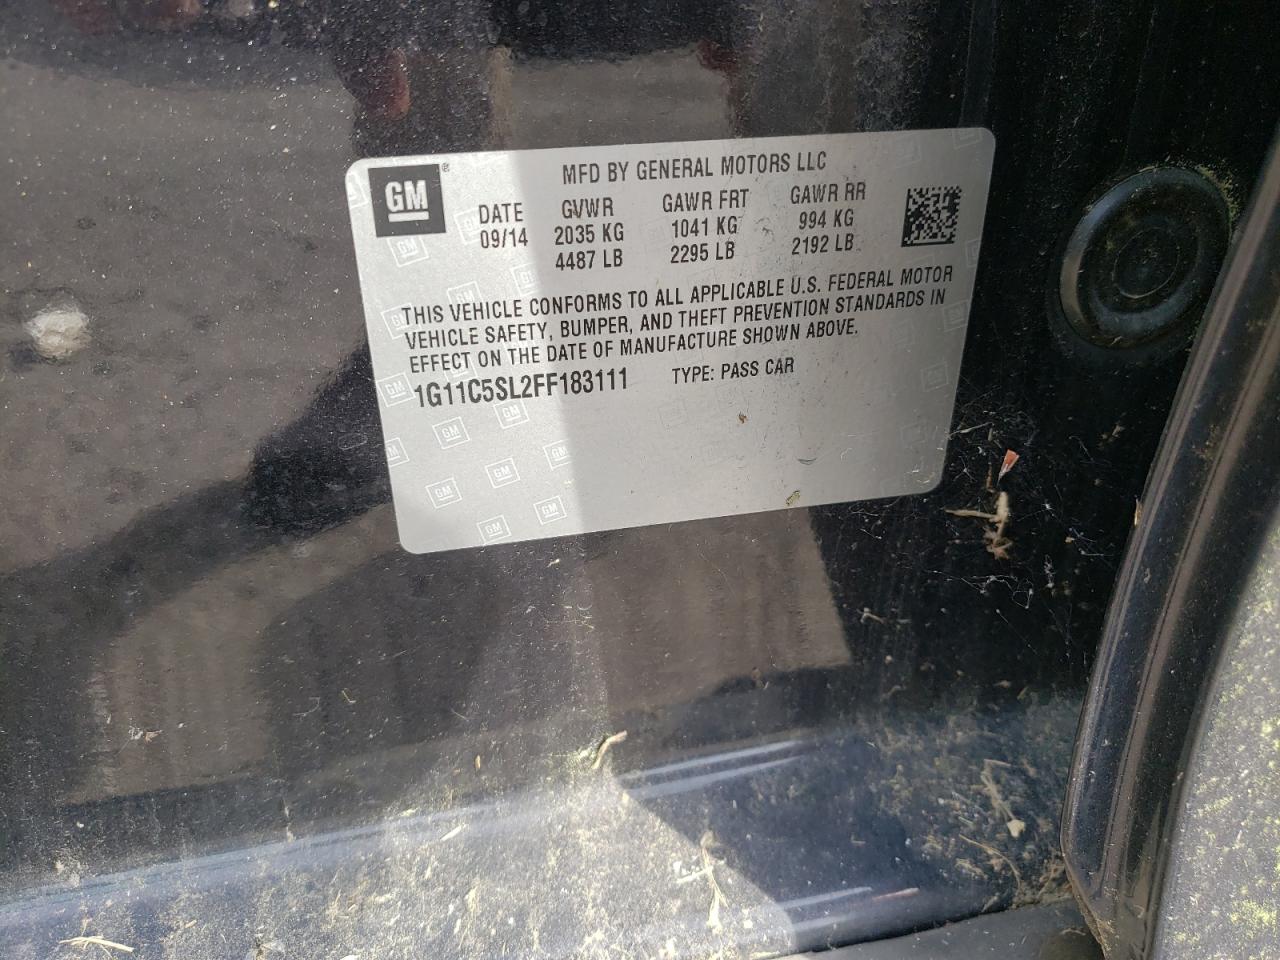 GM ®
MFD BY GENERAL MOTORS LLC
DATE GVWR GAWR FRT GAWR RR
09/14 2035 KG 1041 KG 994 KG
4487 LB 2295 LB 2192 LB
THIS VEHICLE CONFORMS TO ALL APPLICABLE U.S. FEDERAL MOTOR
VEHICLE SAFETY, BUMPER, AND THEFT PREVENTION STANDARDS IN
EFFECT ON THE DATE OF MANUFACTURE SHOWN ABOVE.
1G11C5SL2FF183111 TYPE: PASS CAR